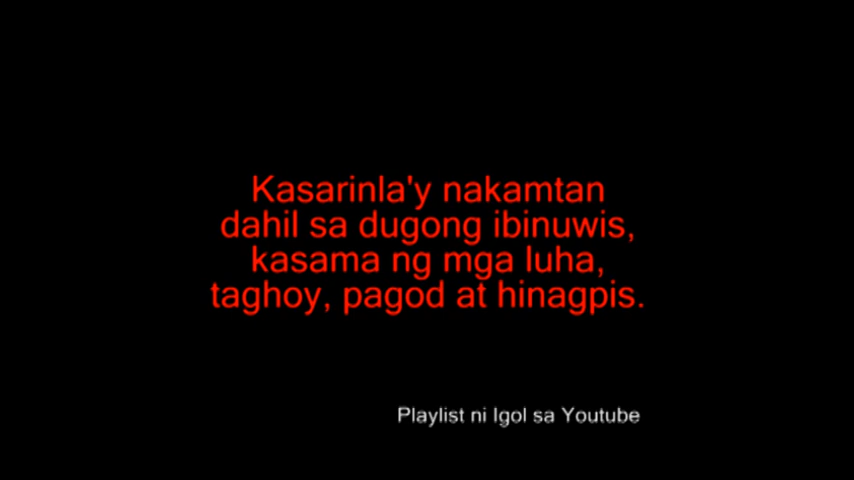 Kasarinla'y nakamtan
dahil sa dugong ibinuwis,
kasama ng mga luha,
taghoy, pagod at hinagpis.
Playlist ni Igol sa Youtube